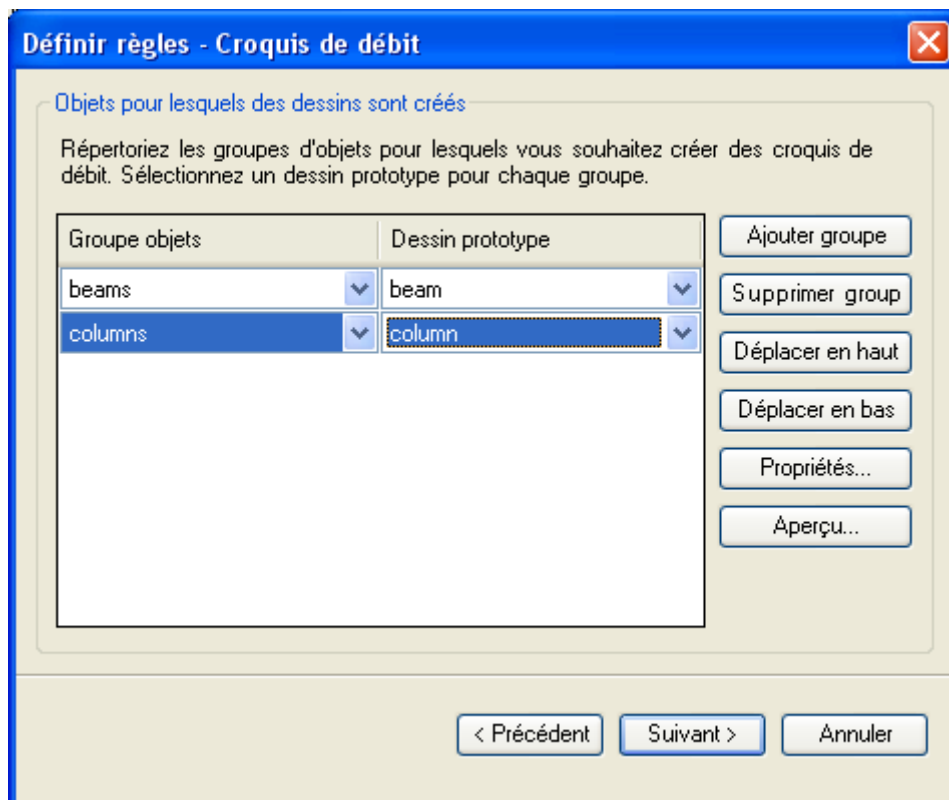 Définir règles - Croquis de débit
Objets pour lesquels des dessins sont créés
Répertoriez les groupes d'objets pour lesquels vous souhaitez créer des croquis de
débit. Sélectionnez un dessin prototype pour chaque groupe.
Groupe objets Dessin prototype
beams beam
columns column
Ajouter groupe
Supprimer group
Déplacer en haut
Déplacer en bas
Propriétés...
Aperçu...
< Précédent Suivant > Annuler